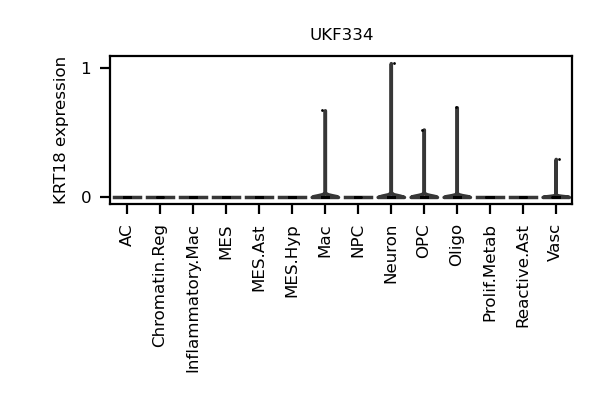 UKF334
KRT18 expression
1
0
AC
Chromatin.Reg
Inflammatory.Mac
MES
MES.Ast
MES.Hyp
Mac
NPC
Neuron
OPC
Oligo
Prolif.Metab
Reactive.Ast
Vasc